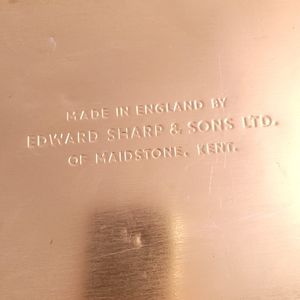 MADE IN ENGLAND BY
EDWARD SHARP & SONS LTD.
OF MAIDSTONE, KENT.